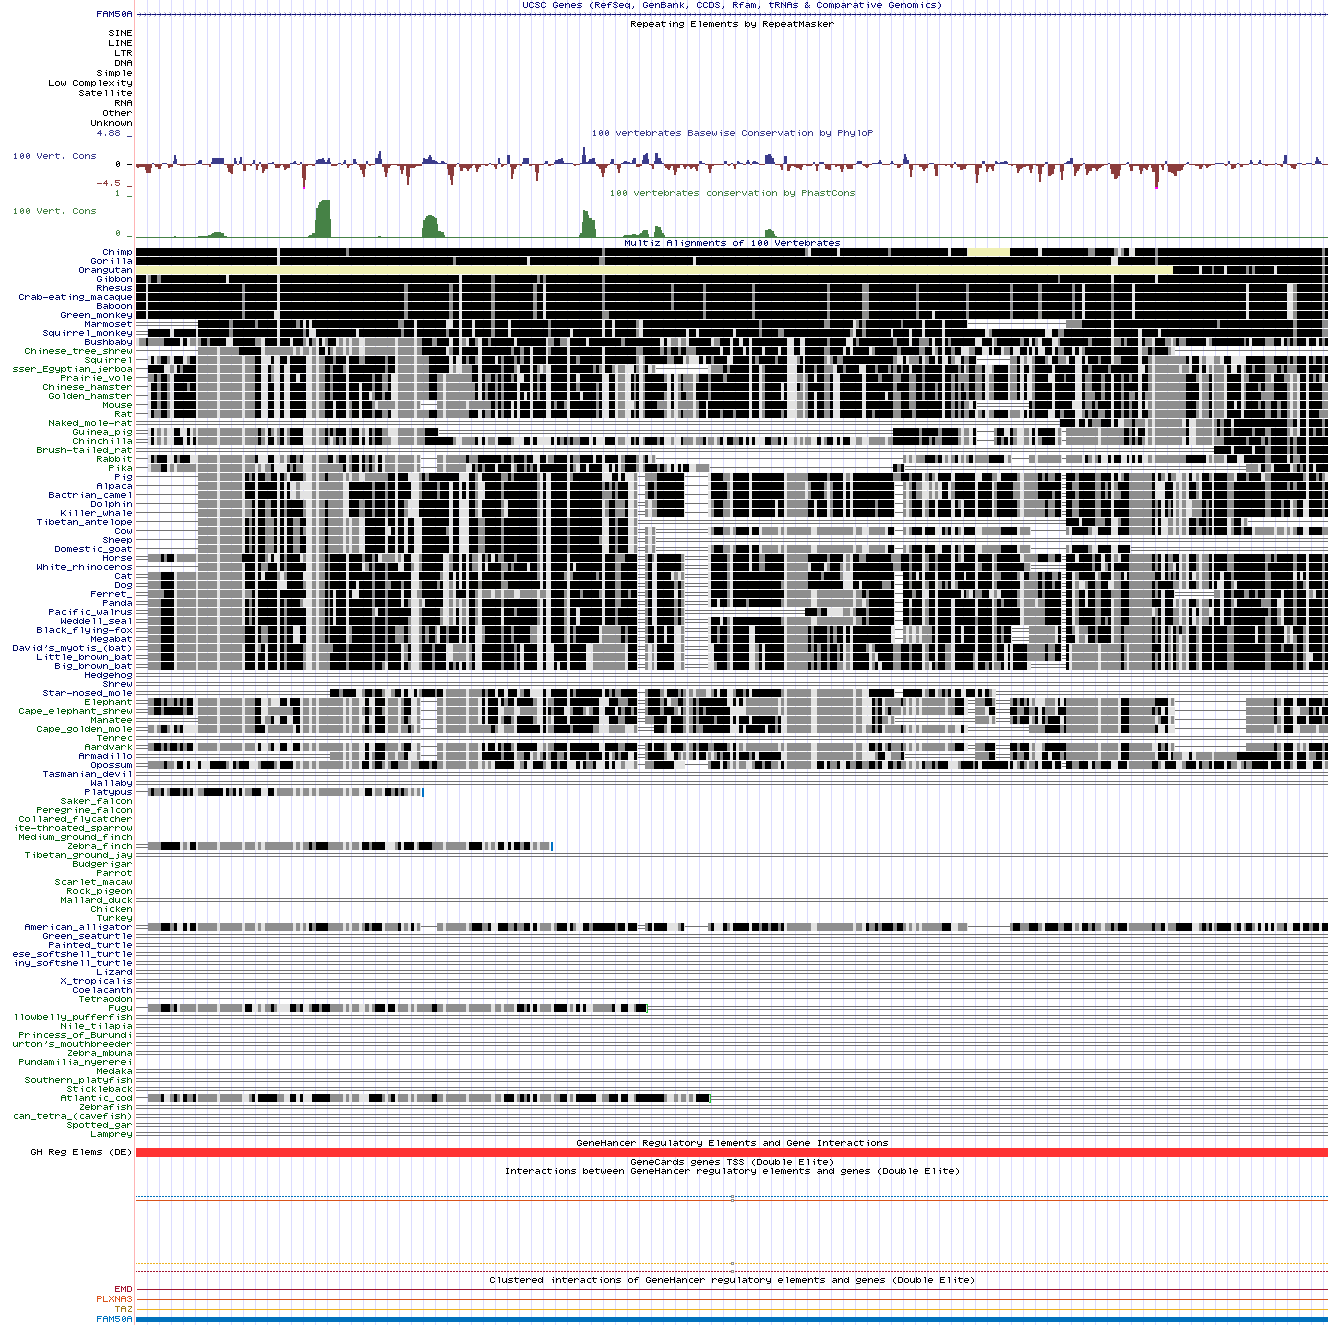 UCSC Genes (RefSeq, GenBank, CCDS, Rfam, tRNAs & Comparative Genomics)
FAM50A
Repeating Elements by RepeatMasker
SINE
LINE
LTR
DNA
Simple
Low Complexity
Satellite
RNA
Other
Unknown
4.88 _
100 vertebrates Basewise Conservation by PhyloP
100 Vert. Cons
0 _
-4.5 _
100 vertebrates conservation by PhastCons
1 _
100 Vert. Cons
0 _
Multiz Alignments of 100 Vertebrates
Chimp
Gorilla
Orangutan
Gibbon
Rhesus
Crab-eating_macaque
Baboon
Green_monkey
Marmoset
Squirrel_monkey
Bushbaby
Chinese_tree_shrew
Squirrel
sser_Egyptian_jerboa
Prairie_vole
Chinese_hamster
Golden_hamster
Mouse
Rat
Naked_mole-rat
Guinea_pig
Chinchilla
Brush-tailed_rat
Rabbit
Pika
Pig
Alpaca
Bactrian_camel
Dolphin
Killer_whale
Tibetan_antelope
Cow
Sheep
Domestic_goat
Horse
White_rhinoceros
Cat
Dog
Ferret_
Panda
Pacific_walrus
Weddell_seal
Black_flying-fox
Megabat
David's_myotis_(bat)
Little_brown_bat
Big_brown_bat
Hedgehog
Shrew
Star-nosed_mole
Elephant
Cape_elephant_shrew
Manatee
Cape_golden_mole
Tenrec
Aardvark
Armadillo
Opossum
Tasmanian_devil
Wallaby
Platypus
Saker_falcon
Peregrine_falcon
Collared_flycatcher
ite-throated_sparrow
Medium_ground_finch
Zebra_finch
Tibetan_ground_jay
Budgerigar
Parrot
Scarlet_macaw
Rock_pigeon
Mallard_duck
Chicken
Turkey
American_alligator
Green_seaturtle
Painted_turtle
ese_softshell_turtle
iny_softshell_turtle
Lizard
X_tropicalis
Coelacanth
Tetraodon
Fugu
llowbelly_pufferfish
Nile_tilapia
Princess_of_Burundi
urton's_mouthbreeder
Zebra_mbuna
Pundamilia_nyererei
Medaka
Southern_platyfish
Stickleback
Atlantic_cod
Zebrafish
can_tetra_(cavefish)
Spotted_gar
Lamprey
GeneHancer Regulatory Elements and Gene Interactions
GH Reg Elems (DE)
GeneCards genes TSS (Double Elite)
Interactions between GeneHancer regulatory elements and genes (Double Elite)
Clustered interactions of GeneHancer regulatory elements and genes (Double Elite)
EMD
PLXNA3
TAZ
FAM50A